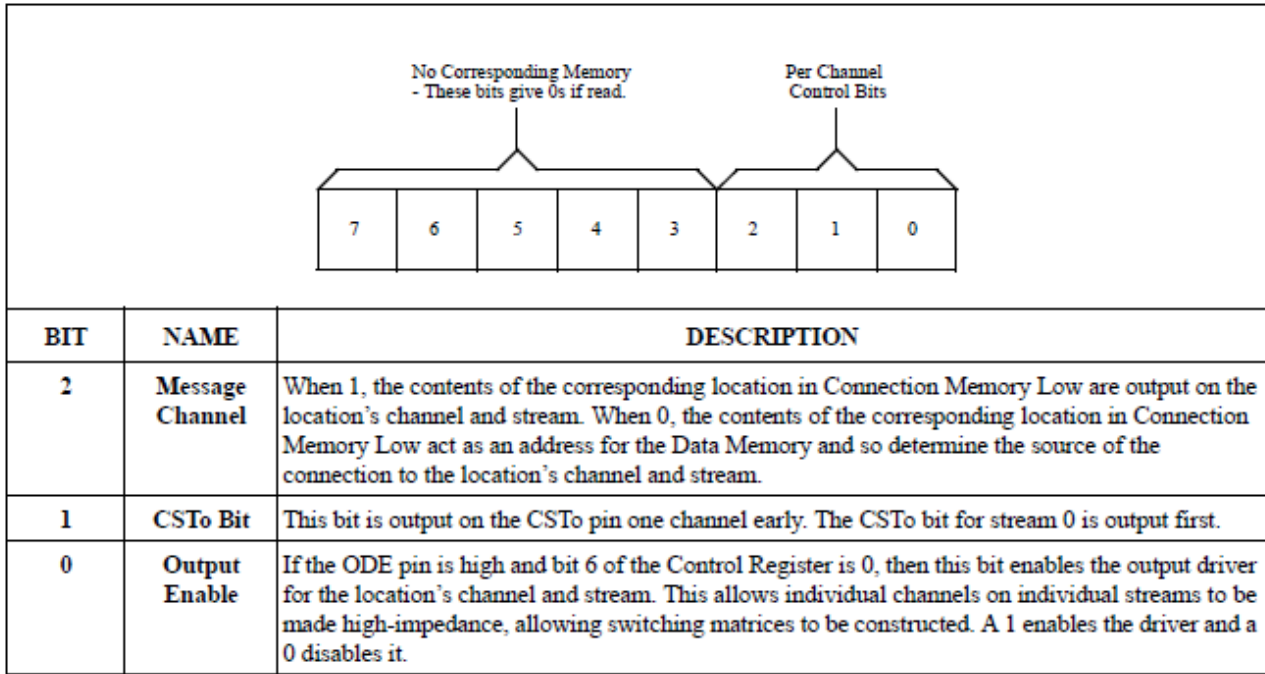 No Corresponding Memory
- These bits give 0s if read.
Per Channel
Control Bits
7 6 5 4 3 2 1 0
BIT NAME DESCRIPTION
2 Message Channel
When 1, the contents of the corresponding location in Connection Memory Low are output on the
location's channel and stream. When 0, the contents of the corresponding location in Connection
Memory Low act as an address for the Data Memory and so determine the source of the
connection to the location's channel and stream.
1 CSTo Bit This bit is output on the CSTo pin one channel early. The CSTo bit for stream 0 is output first.
0 Output Enable
If the ODE pin is high and bit 6 of the Control Register is 0, then this bit enables the output driver
for the location's channel and stream. This allows individual channels on individual streams to be
made high-impedance, allowing switching matrices to be constructed. A 1 enables the driver and a
0 disables it.